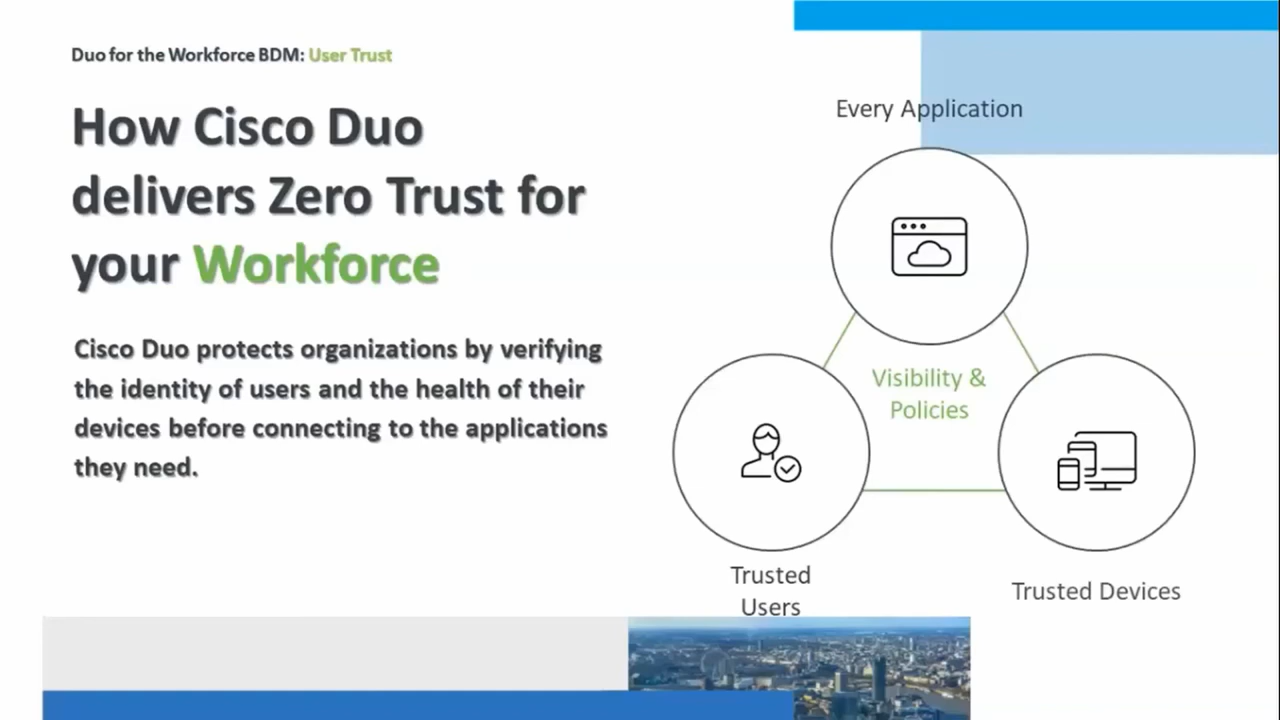 Duo for the Workforce BDM: User Trust
How Cisco Duo
delivers Zero Trust for
your Workforce
Cisco Duo protects organizations by verifying
the identity of users and the health of their
devices before connecting to the applications
they need.
Every Application
Visibility &
Policies
Trusted
Users
Trusted Devices